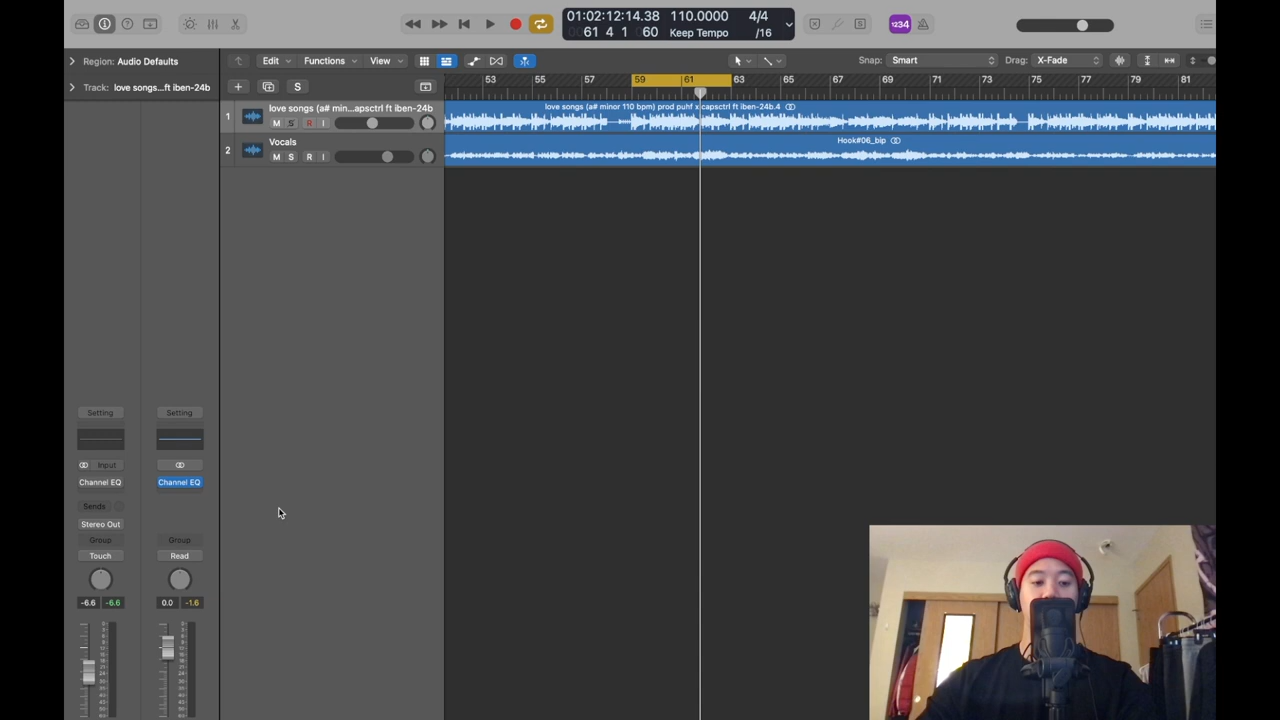 01:02:12:14.38 110.0000 4/4
61 4 1 60 Keep Tempo /16
1234
Region: Audio Defaults
Edit Functions View Snap: Smart Drag: X-Fade
Track: love songs...ft iben-24b
S
53 55 57 59 61 63 65 67 69 71 73 75 77 79 81
1 love songs (a# min...apsctrl ft iben-24b
M S R I
love songs (a# minor 110 bpm) prod puhf x capsctrl ft iben-24b.4
2 Vocals
M S R I
Hook#06_bip
Setting Setting
Input
Channel EQ Channel EQ
Sends
Stereo Out
Group Group
Touch Read
-6.6 -6.6 0.0 -1.6